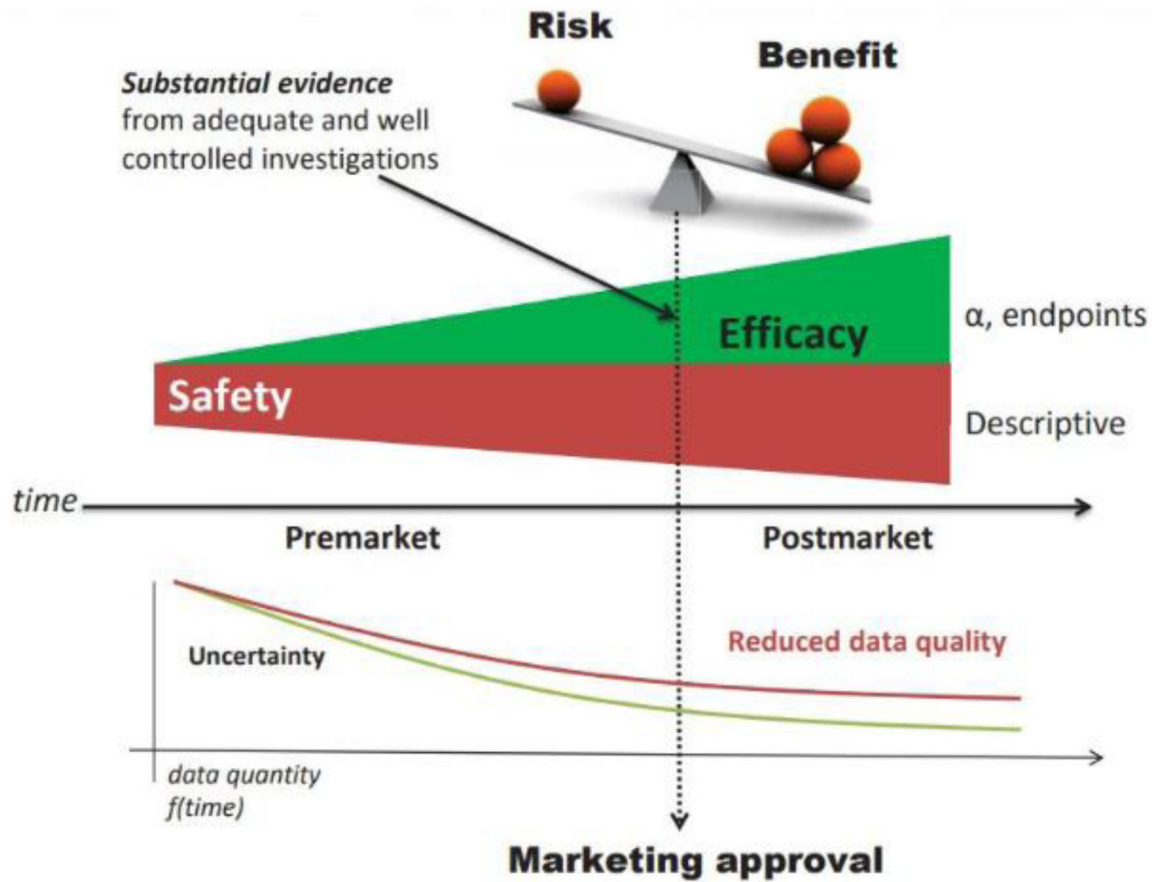 Risk
Benefit
Substantial evidence
from adequate and well
controlled investigations
Efficacy
α, endpoints
Safety
Descriptive
time
Premarket
Postmarket
Uncertainty
Reduced data quality
data quantity
f(time)
Marketing approval